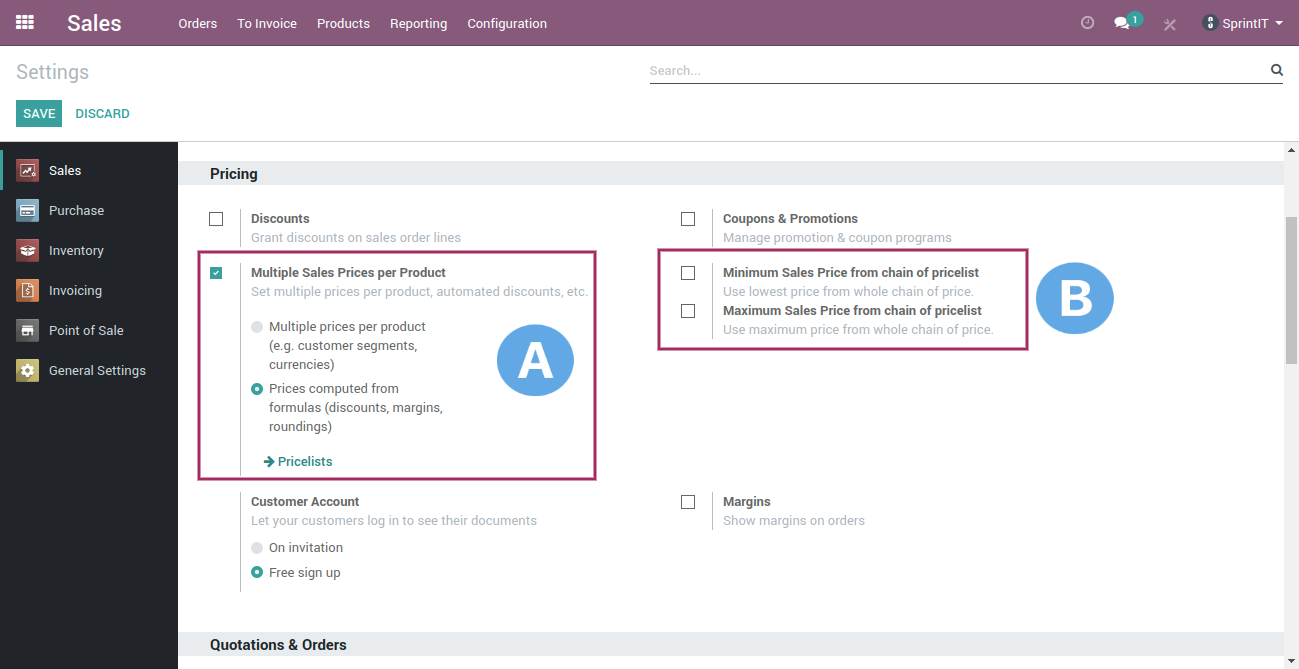 Sales
Orders
To Invoice
Products
Reporting
Configuration
1
SprintIT
Settings
Search...
SAVE
DISCARD
Sales
Purchase
Inventory
Invoicing
Point of Sale
General Settings
Pricing
Discounts
Grant discounts on sales order lines
Coupons & Promotions
Manage promotion & coupon programs
Multiple Sales Prices per Product
Set multiple prices per product, automated discounts, etc.
Multiple prices per product
(e.g. customer segments,
currencies)
Prices computed from
formulas (discounts, margins,
roundings)
Pricelists
A
Minimum Sales Price from chain of pricelist
Use lowest price from whole chain of price.
Maximum Sales Price from chain of pricelist
Use maximum price from whole chain of price.
B
Customer Account
Let your customers log in to see their documents
On invitation
Free sign up
Margins
Show margins on orders
Quotations & Orders